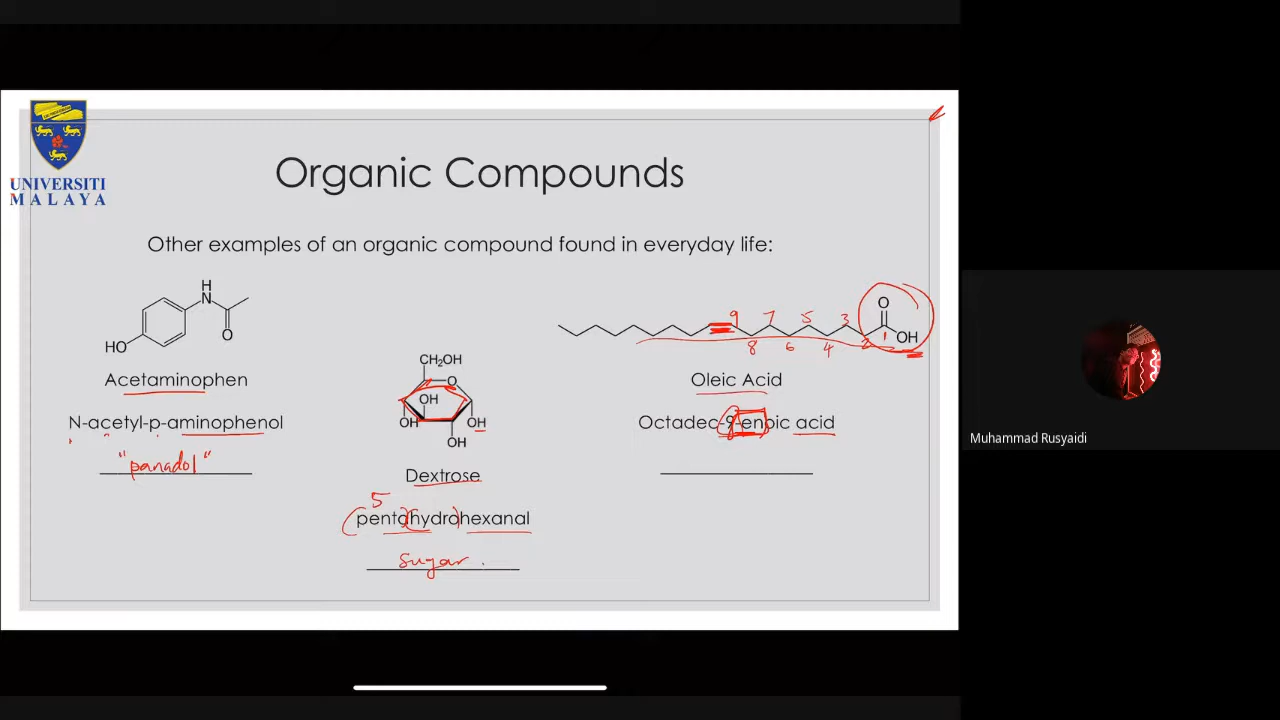 UNIVERSITI
MALAYA
Organic Compounds
Other examples of an organic compound found in everyday life:
H
N
O
HO
Acetaminophen
N-acetyl-p-aminophenol
"panadol"
CH₂OH
O
OH
OH
OH
OH
Dextrose
5
pentahydrohexanal
sugar
O
OH
9 7 5 3 1
8 6 4 2
Oleic Acid
Octadec-9-enoic acid
Muhammad Rusyaidi